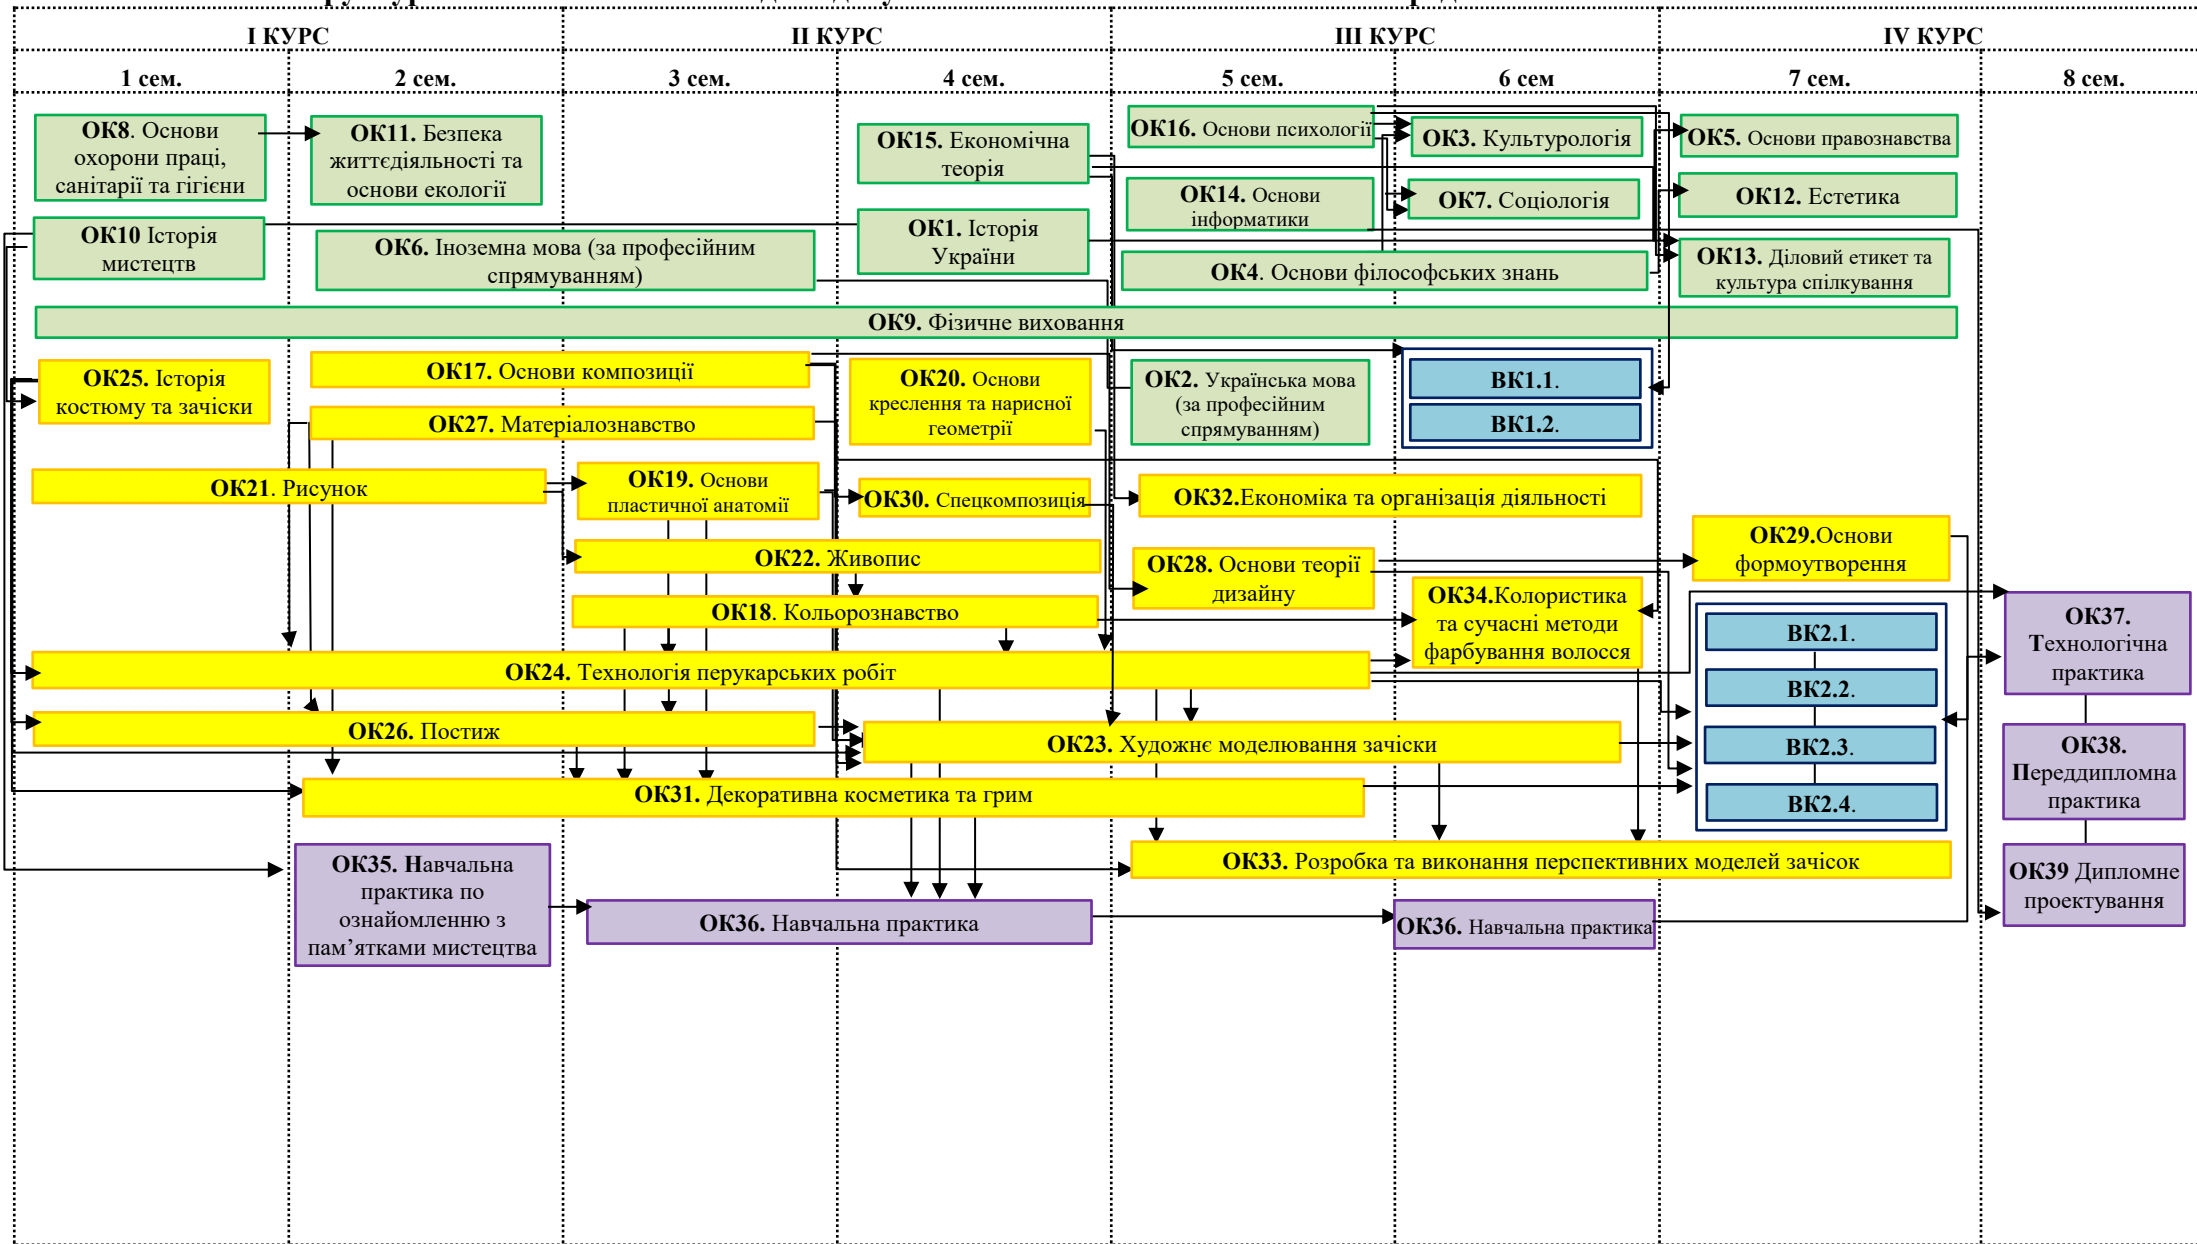 І КУРС
ІІ КУРС
ІІІ КУРС
IV КУРС
1 сем.
2 сем.
3 сем.
4 сем.
5 сем.
6 сем
7 сем.
8 сем.
ОК8. Основи
охорони праці,
санітарії та гігієни
ОК11. Безпека
життєдіяльності та
основи екології
ОК15. Економічна
теорія
ОК16. Основи психології
ОК3. Культурологія
ОК5. Основи правознавства
ОК14. Основи
інформатики
ОК7. Соціологія
ОК12. Естетика
ОК10 Історія
мистецтв
ОК6. Іноземна мова (за професійним
спрямуванням)
ОК1. Історія
України
ОК4. Основи філософських знань
ОК13. Діловий етикет та
культура спілкування
ОК9. Фізичне виховання
ОК25. Історія
костюму та зачіски
ОК17. Основи композиції
ОК27. Матеріалознавство
ОК20. Основи
креслення та нарисної
геометрії
ОК2. Українська мова
(за професійним
спрямуванням)
ВК1.1.
ВК1.2.
ОК21. Рисунок
ОК19. Основи
пластичної анатомії
ОК30. Спецкомпозиція
ОК32.Економіка та організація діяльності
ОК22. Живопис
ОК28. Основи теорії
дизайну
ОК29.Основи
формоутворення
ОК18. Кольорознавство
ОК34.Колористика
та сучасні методи
фарбування волосся
ОК24. Технологія перукарських робіт
ОК26. Постиж
ОК23. Художнє моделювання зачіски
ОК31. Декоративна косметика та грим
ВК2.1.
ВК2.2.
ВК2.3.
ВК2.4.
ОК37.
Технологічна
практика
ОК38.
Переддипломна
практика
ОК39 Дипломне
проектування
ОК33. Розробка та виконання перспективних моделей зачісок
ОК35. Навчальна
практика по
ознайомленню з
пам’ятками мистецтва
ОК36. Навчальна практика
ОК36. Навчальна практика